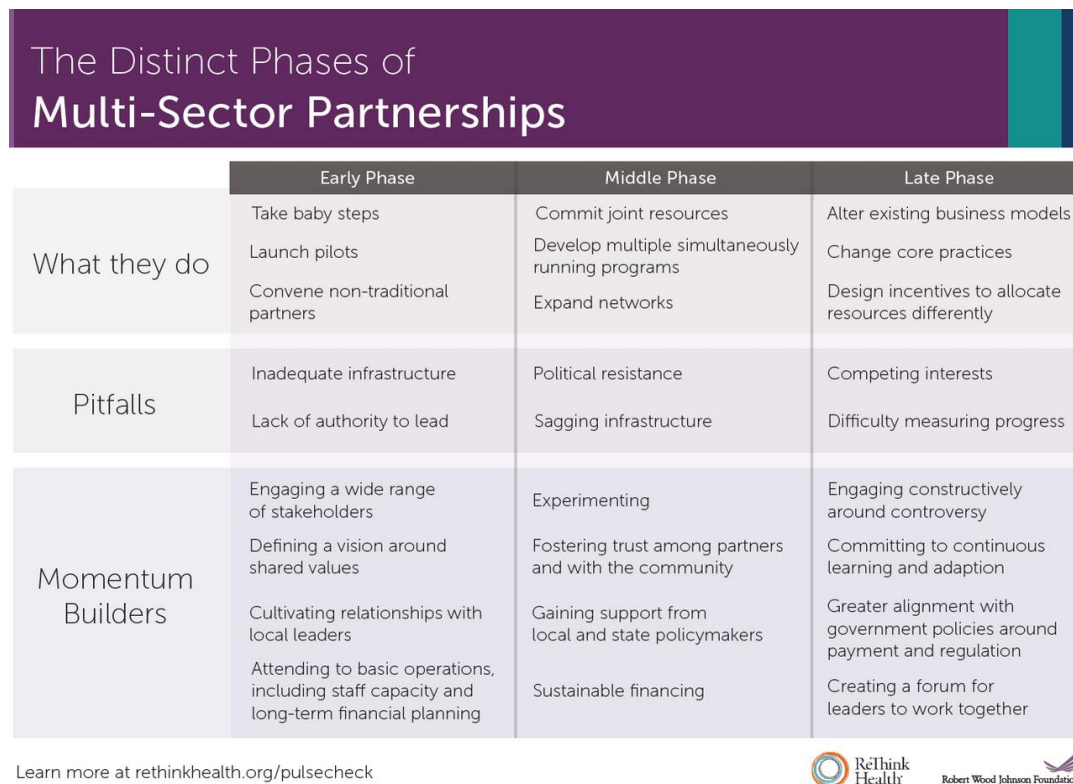 The Distinct Phases of
Multi-Sector Partnerships
Early Phase
Middle Phase
Late Phase
What they do
Take baby steps
Launch pilots
Convene non-traditional
partners
Commit joint resources
Develop multiple simultaneously
running programs
Expand networks
Alter existing business models
Change core practices
Design incentives to allocate
resources differently
Pitfalls
Inadequate infrastructure
Lack of authority to lead
Political resistance
Sagging infrastructure
Competing interests
Difficulty measuring progress
Momentum
Builders
Engaging a wide range
of stakeholders
Defining a vision around
shared values
Cultivating relationships with
local leaders
Attending to basic operations,
including staff capacity and
long-term financial planning
Experimenting
Fostering trust among partners
and with the community
Gaining support from
local and state policymakers
Sustainable financing
Engaging constructively
around controversy
Committing to continuous
learning and adaption
Greater alignment with
government policies around
payment and regulation
Creating a forum for
leaders to work together
Learn more at rethinkhealth.org/pulsecheck
ReThink
Health
Robert Wood Johnson Foundatio